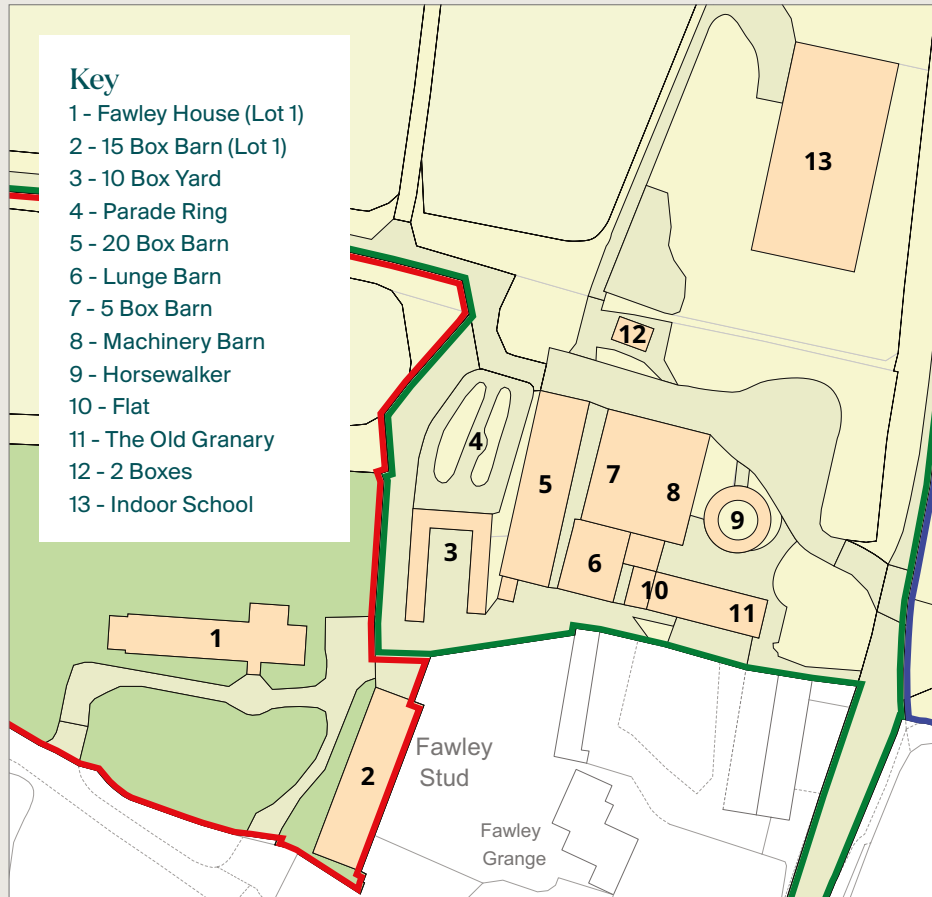 Key
1 - Fawley House (Lot 1)
2 - 15 Box Barn (Lot 1)
3 - 10 Box Yard
4 - Parade Ring
5 - 20 Box Barn
6 - Lunge Barn
7 - 5 Box Barn
8 - Machinery Barn
9 - Horsewalker
10 - Flat
11 - The Old Granary
12 - 2 Boxes
13 - Indoor School
13
12
4
5
7
8
9
3
6
10
11
1
2
Fawley
Stud
Fawley
Grange